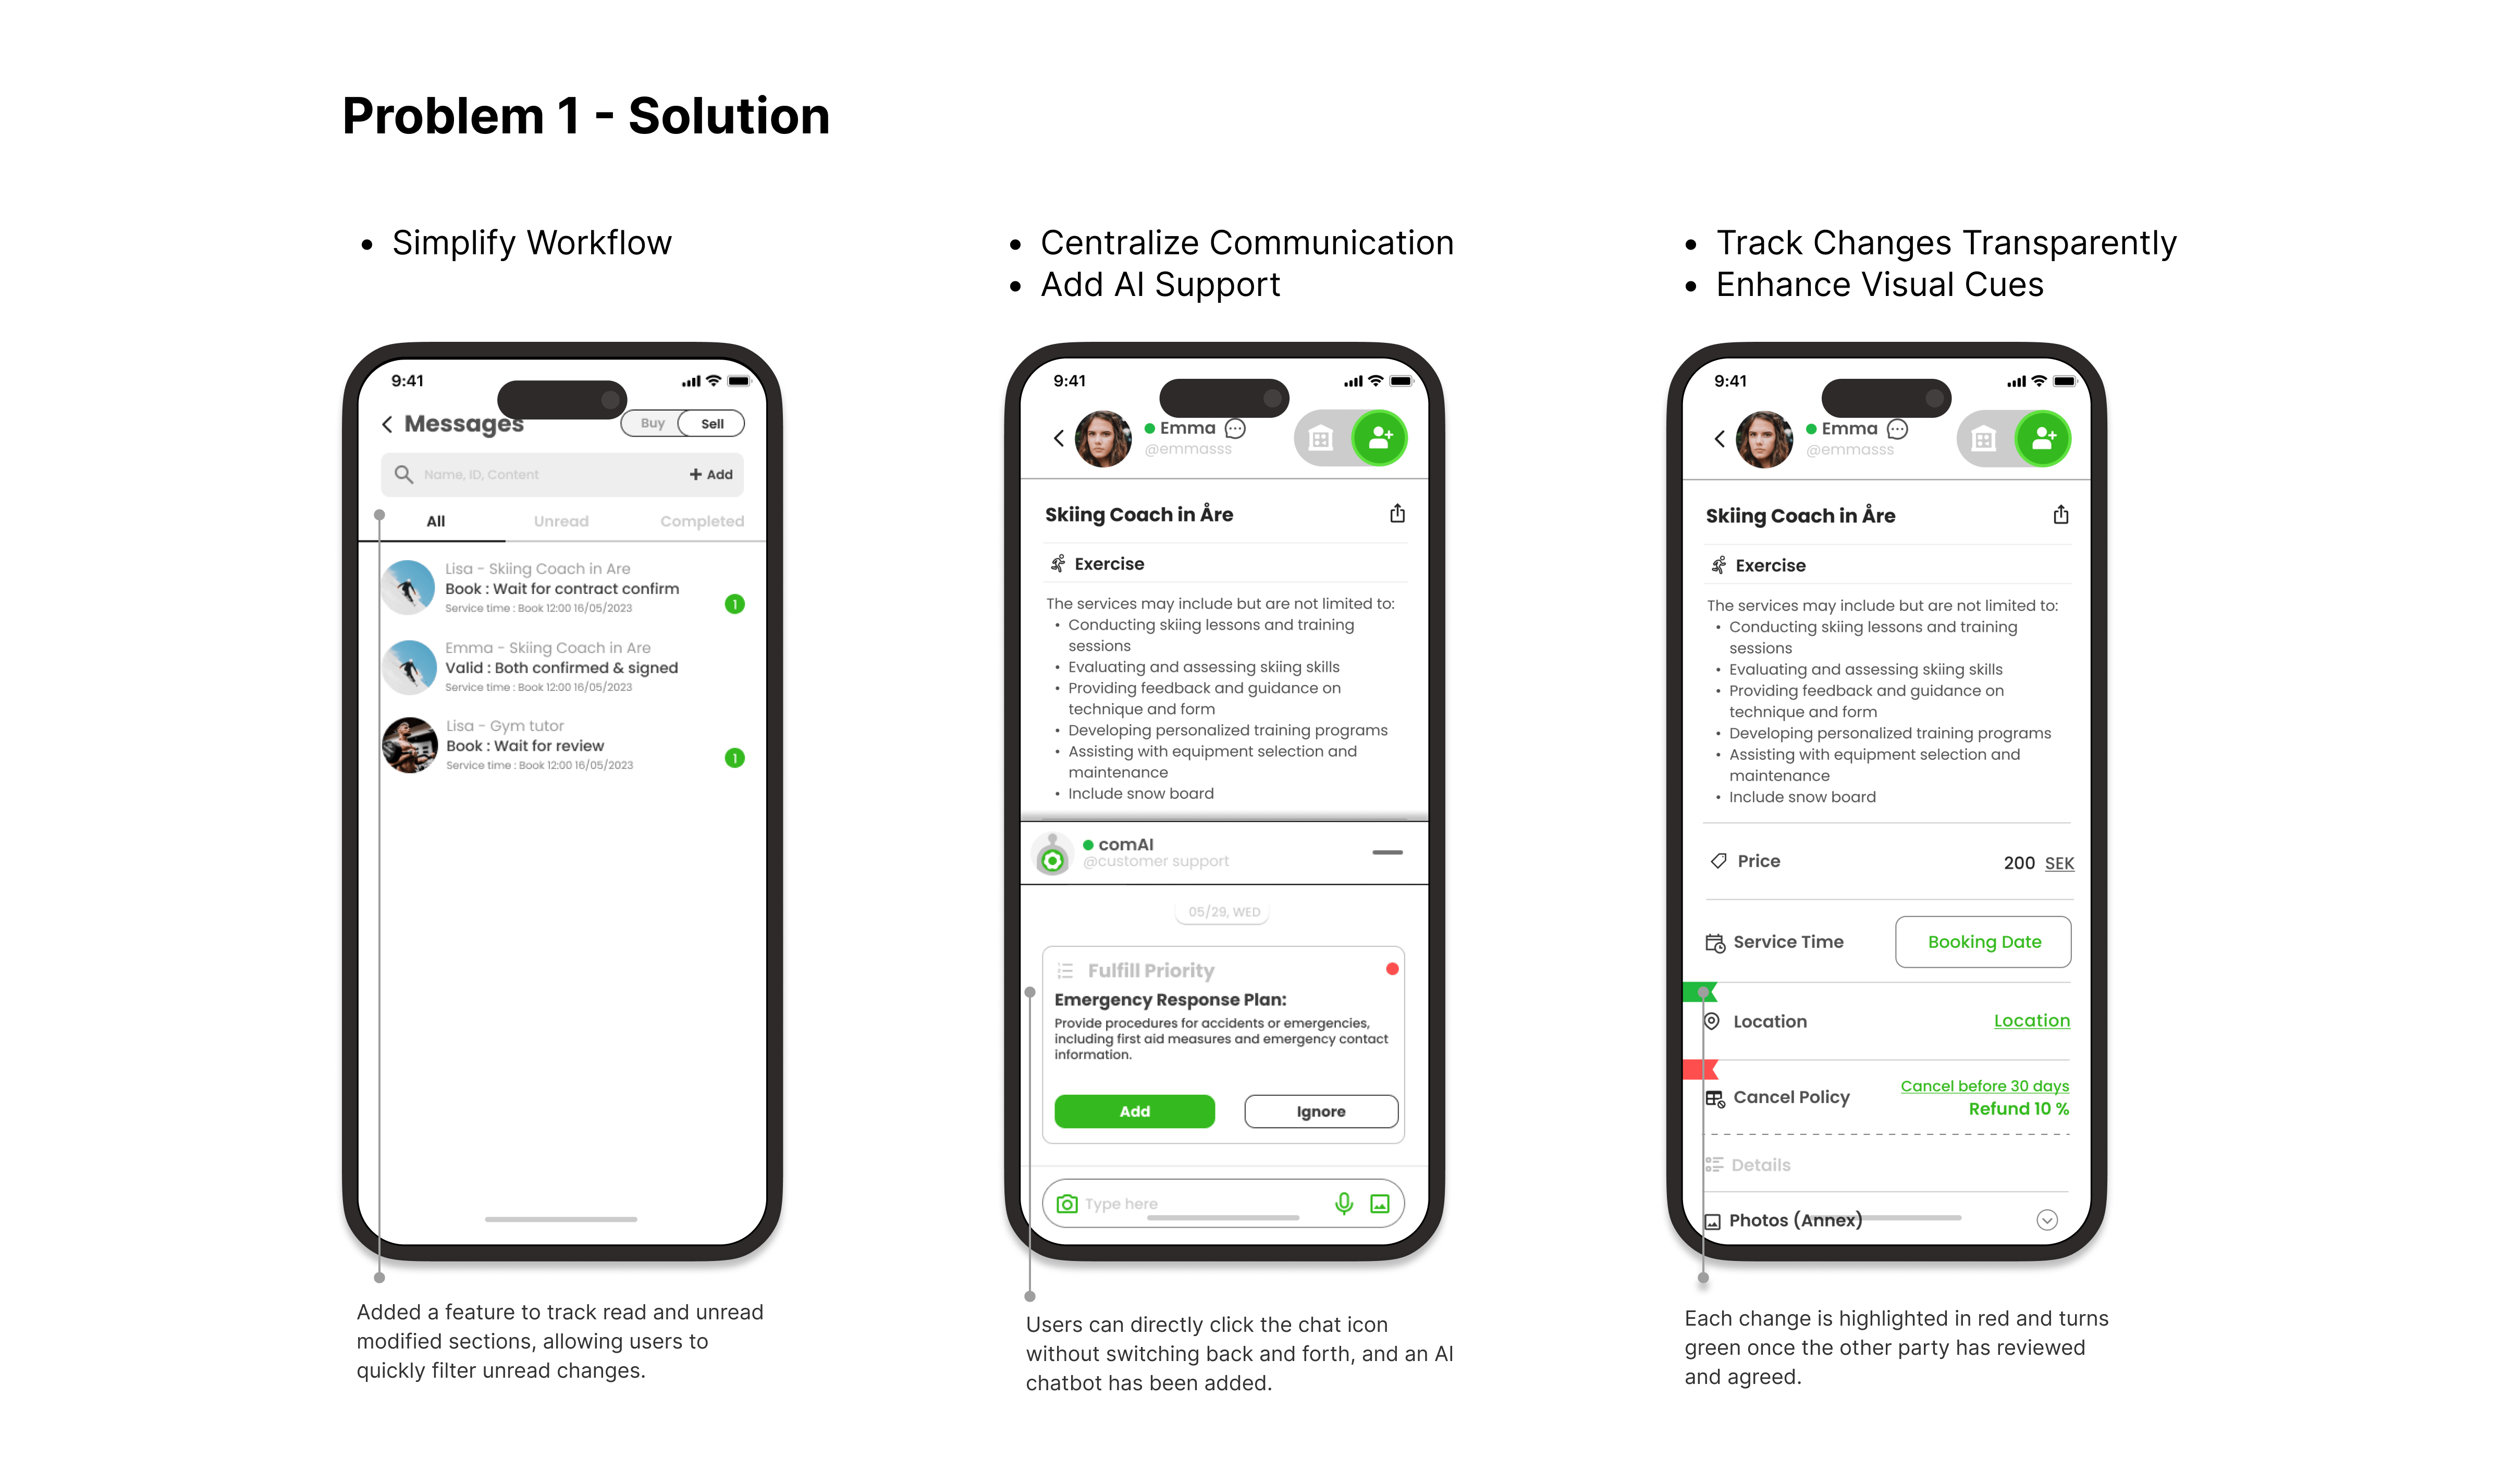 Problem 1 - Solution
• Simplify Workflow
9:41
Messages
Buy
Sell
Name, ID, Content
+ Add
All
Unread
Completed
Lisa - Skiing Coach in Are
Book : Wait for contract confirm
Service time : Book 12:00 16/05/2023
1
Emma - Skiing Coach in Are
Valid : Both confirmed & signed
Service time : Book 12:00 16/05/2023
Lisa - Gym tutor
Book : Wait for review
Service time : Book 12:00 16/05/2023
1
Added a feature to track read and unread
modified sections, allowing users to
quickly filter unread changes.
• Centralize Communication
• Add AI Support
9:41
Emma
@emmasss
Skiing Coach in Åre
Exercise
The services may include but are not limited to:
• Conducting skiing lessons and training
sessions
• Evaluating and assessing skiing skills
• Providing feedback and guidance on
technique and form
• Developing personalized training programs
• Assisting with equipment selection and
maintenance
• Include snow board
comAI
@customer support
05/29, WED
Fulfill Priority
Emergency Response Plan:
Provide procedures for accidents or emergencies,
including first aid measures and emergency contact
information.
Add
Ignore
Type here
Users can directly click the chat icon
without switching back and forth, and an AI
chatbot has been added.
• Track Changes Transparently
• Enhance Visual Cues
9:41
Emma
@emmasss
Skiing Coach in Åre
Exercise
The services may include but are not limited to:
• Conducting skiing lessons and training
sessions
• Evaluating and assessing skiing skills
• Providing feedback and guidance on
technique and form
• Developing personalized training programs
• Assisting with equipment selection and
maintenance
• Include snow board
Price
200 SEK
Service Time
Booking Date
Location
Location
Cancel Policy
Cancel before 30 days
Refund 10 %
Details
Photos (Annex)
Each change is highlighted in red and turns
green once the other party has reviewed
and agreed.